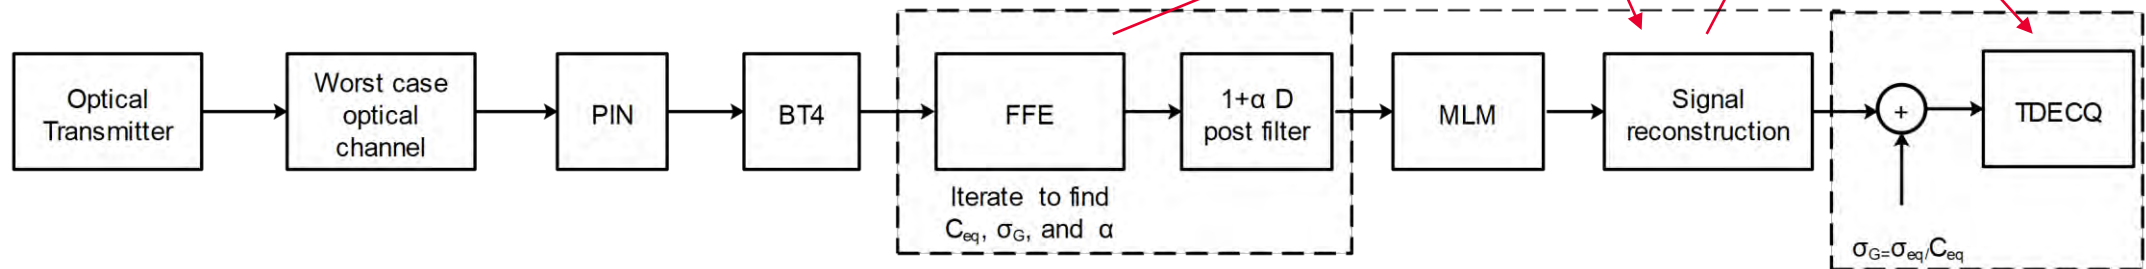 Optical
Transmitter
Worst case
optical
channel
PIN
BT4
FFE
1+α D
post filter
Iterate to find
Ceq, σG, and α
MLM
Signal
reconstruction
+
TDECQ
σG=σeq/Ceq